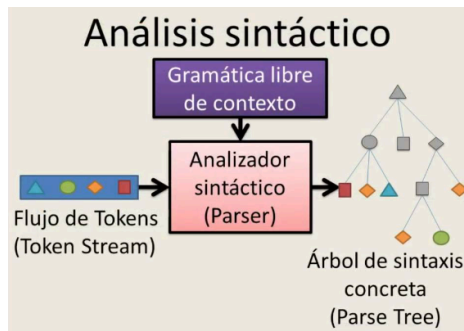 Análisis sintáctico
Gramática libre
de contexto
Analizador
sintáctico
(Parser)
Flujo de Tokens
(Token Stream)
Árbol de sintaxis
concreta
(Parse Tree)